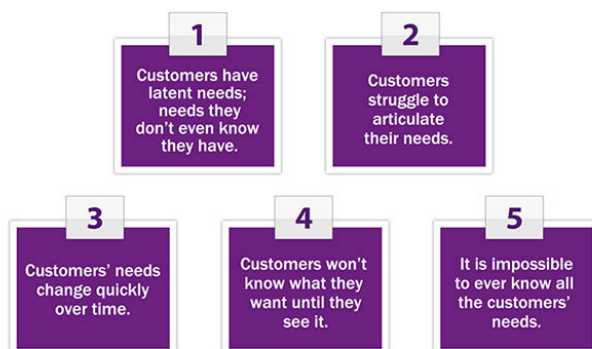 1
Customers have
latent needs;
needs they
don't even know
they have.
2
Customers
struggle to
articulate
their needs.
3
Customers' needs
change quickly
over time.
4
Customers won't
know what they
want until they
see it.
5
It is impossible
to ever know all
the customers'
needs.